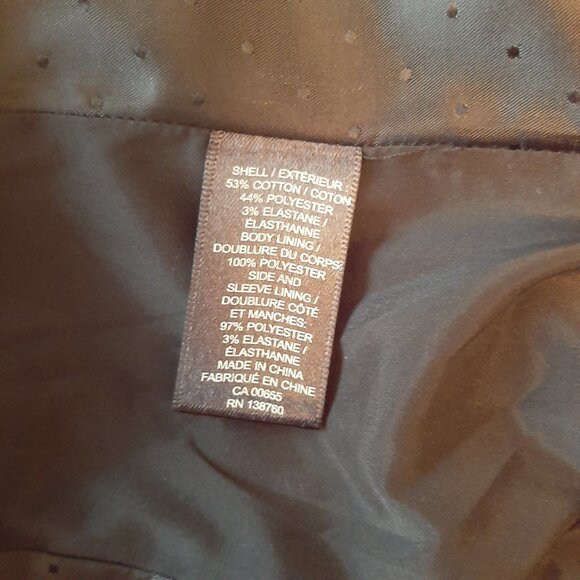 SHELL / EXTÉRIEUR
53% COTTON / COTON
44% POLYESTER
3% ELASTANE /
ÉLASTHANNE
BODY LINING /
DOUBLURE DU CORPS:
100% POLYESTER
SIDE AND
SLEEVE LINING /
DOUBLURE CÔTÉ
ET MANCHES:
97% POLYESTER
3% ELASTANE /
ÉLASTHANNE
MADE IN CHINA
FABRIQUÉ EN CHINE
CA 00655
RN 138760